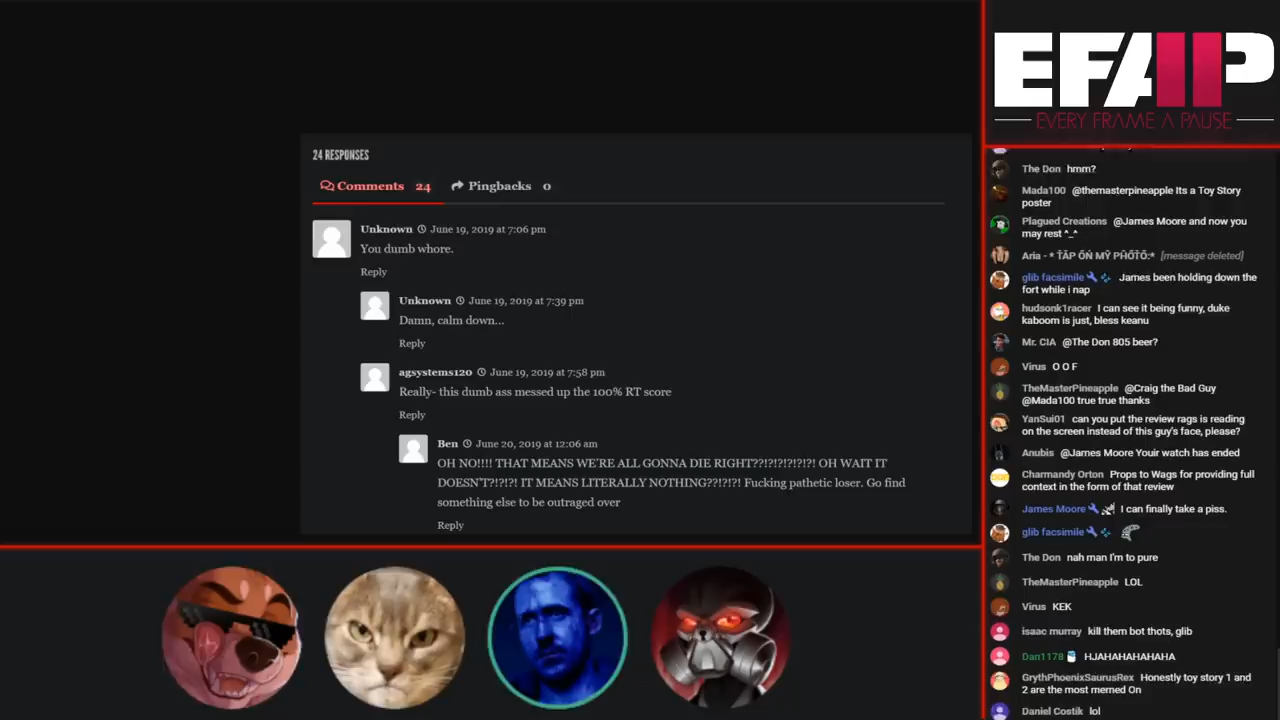 24 RESPONSES
Comments 24 Pingbacks 0
Unknown June 19, 2019 at 7:06 pm
You dumb whore.
Reply
Unknown June 19, 2019 at 7:39 pm
Damn, calm down...
Reply
agsystems120 June 19, 2019 at 7:58 pm
Really- this dumb ass messed up the 100% RT score
Reply
Ben June 20, 2019 at 12:06 am
OH NO!!!! THAT MEANS WE'RE ALL GONNA DIE RIGHT??!?!?!?!?! OH WAIT IT
DOESN'T?!?!?! IT MEANS LITERALLY NOTHING??!?!?! Fucking pathetic loser. Go find
something else to be outraged over
Reply
EFAP
EVERY FRAME A PAUSE
The Don hmm?
Mada100 @themasterpineapple Its a Toy Story
poster
Plagued Creations @James Moore and now you
may rest ^_^
Aria - * T̃ĀP ŐŃ MŶ PĤŐT̃Ő:* [message deleted]
glib facsimile James been holding down the
fort while i nap
hudsonk1racer I can see it being funny, duke
kaboom is just, bless keanu
Mr. CIA @The Don 805 beer?
Virus O O F
TheMasterPineapple @Craig the Bad Guy
@Mada100 true true thanks
YanSui01 can you put the review rags is reading
on the screen instead of this guy's face, please?
Anubis @James Moore Youir watch has ended
Charmandy Orton Props to Wags for providing full
context in the form of that review
James Moore I can finally take a piss.
glib facsimile
The Don nah man I'm to pure
TheMasterPineapple LOL
Virus KEK
isaac murray kill them bot thots, glib
Dan1178 HJAHAHAHAHAHA
GrythPhoenixSaurusRex Honestly toy story 1 and
2 are the most memed On
Daniel Costik lol